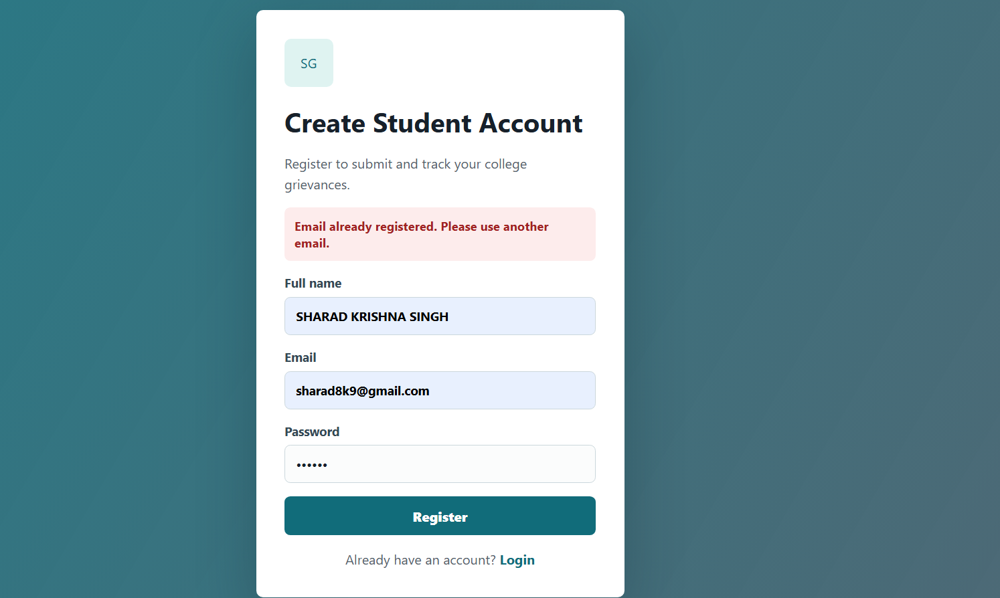 SG
Create Student Account
Register to submit and track your college
grievances.
Email already registered. Please use another
email.
Full name
SHARAD KRISHNA SINGH
Email
sharad8k9@gmail.com
Password
••••••
Register
Already have an account? Login